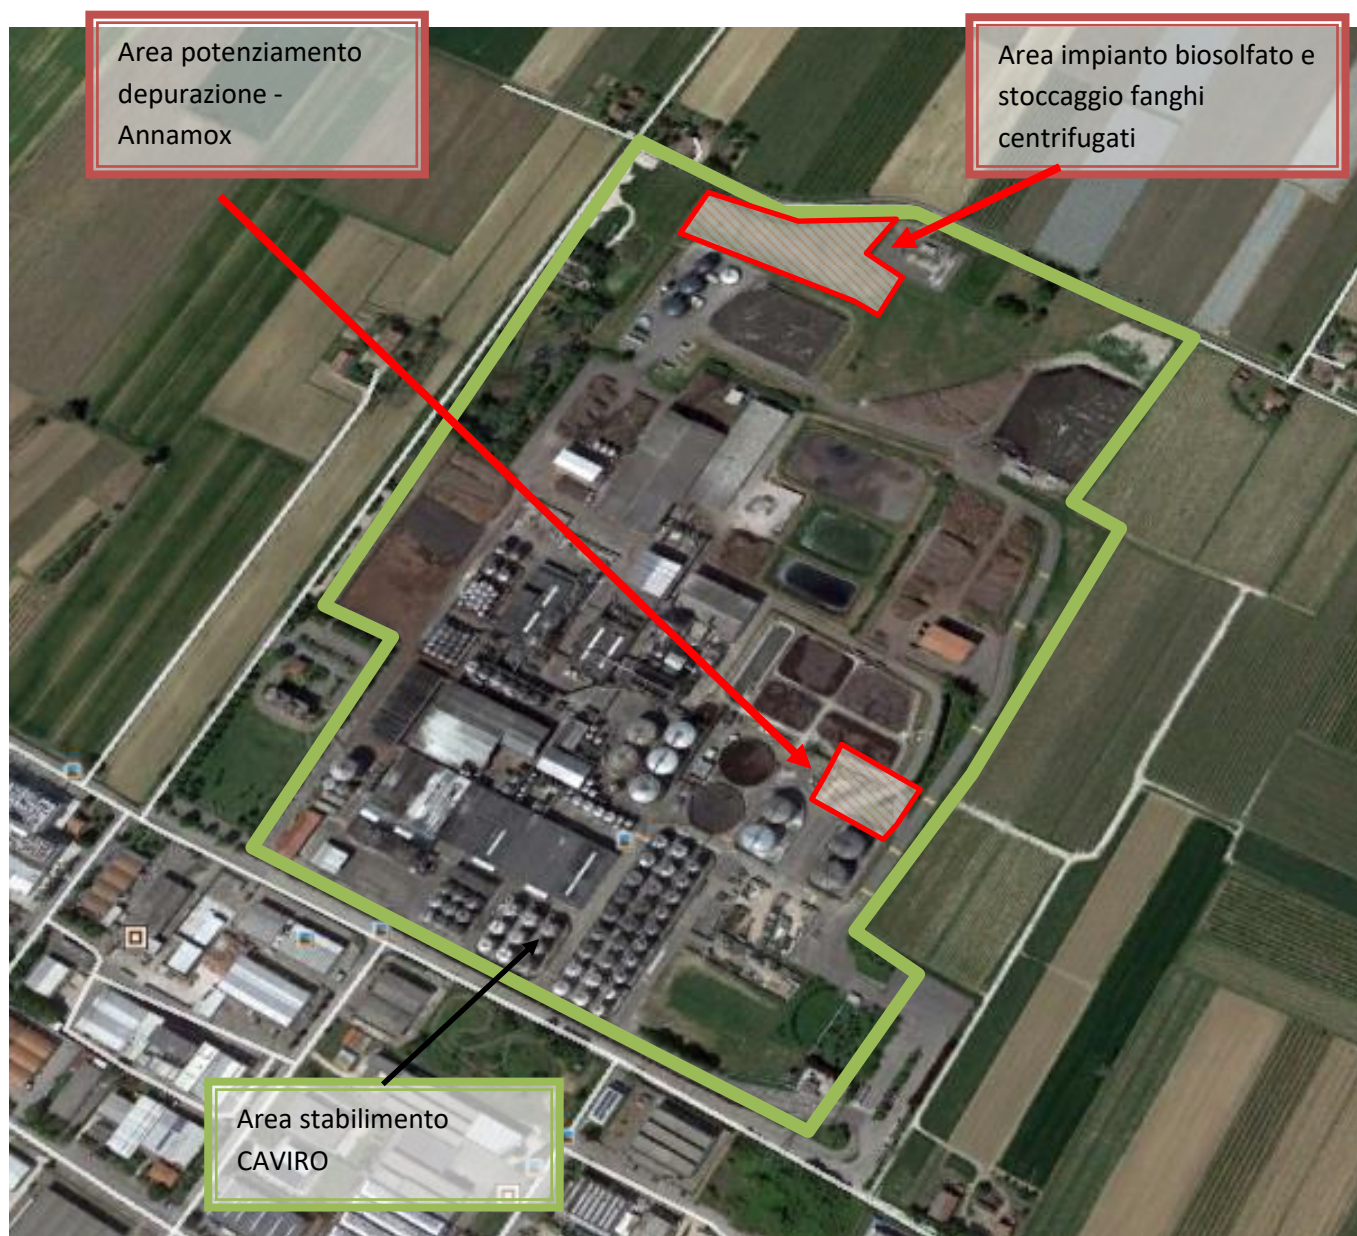 Area potenziamento
depurazione -
Annamox
Area impianto biosolfato e
stoccaggio fanghi
centrifugati
Area stabilimento
CAVIRO